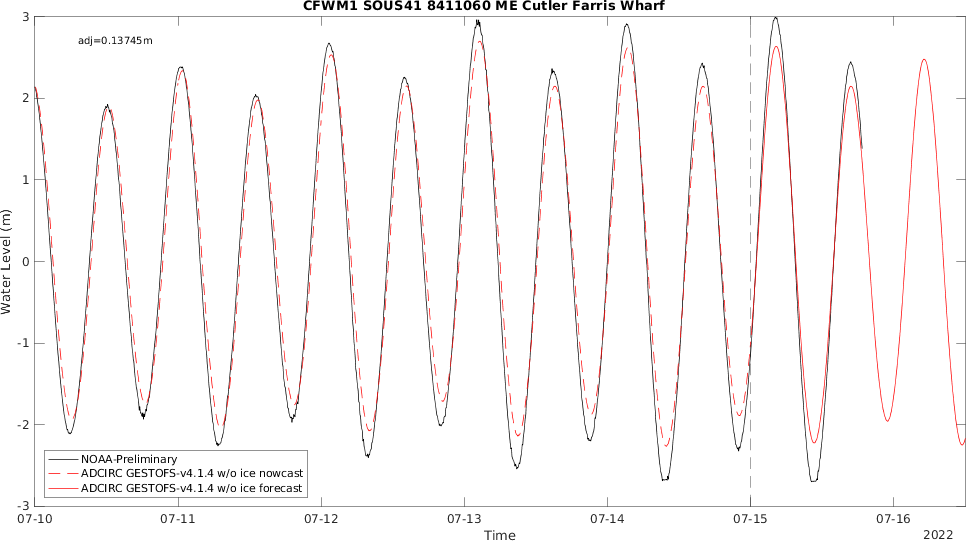 CFWM1 SOUS41 8411060 ME Cutler Farris Wharf
adj=0.13745m
3
2
1
0
-1
-2
-3
Water Level (m)
NOAA-Preliminary
ADCIRC GESTOFS-v4.1.4 w/o ice nowcast
ADCIRC GESTOFS-v4.1.4 w/o ice forecast
07-10 07-11 07-12 07-13 07-14 07-15 07-16
Time
2022